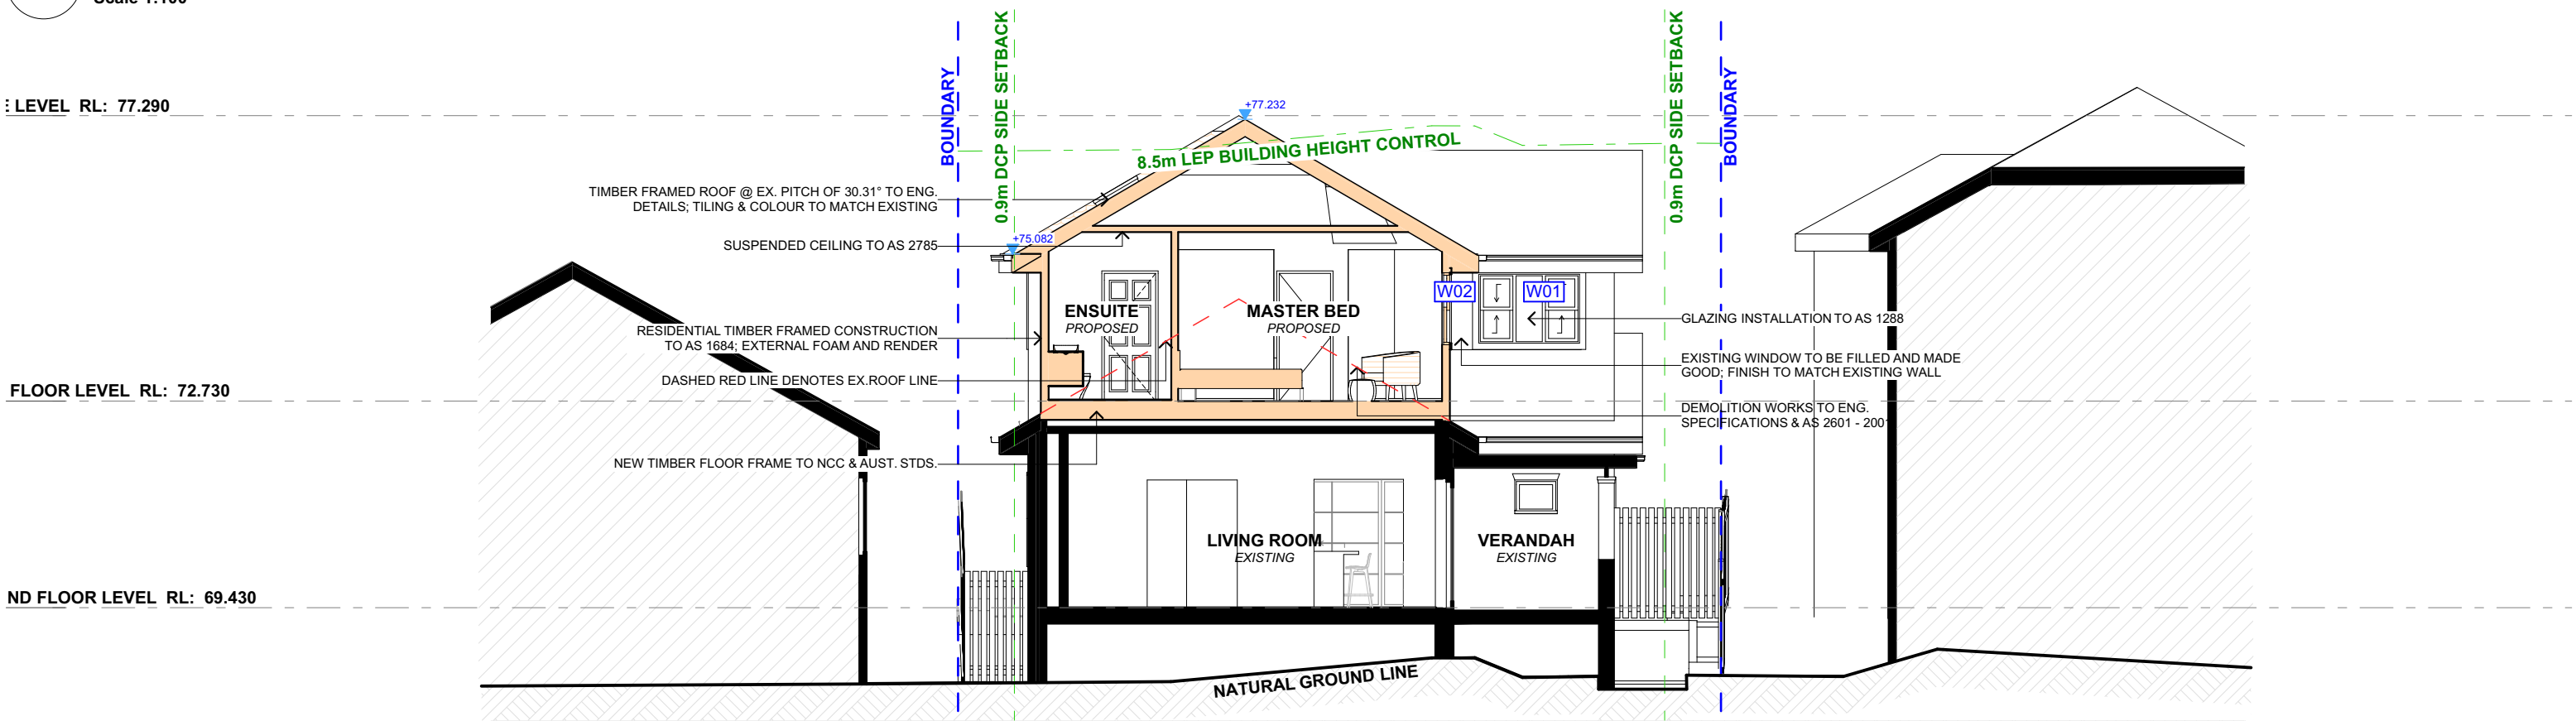 Scale 1:100
BOUNDARY
0.9m DCP SIDE SETBACK
0.9m DCP SIDE SETBACK
BOUNDARY
LEVEL RL: 77.290
+77.232
8.5m LEP BUILDING HEIGHT CONTROL
TIMBER FRAMED ROOF @ EX. PITCH OF 30.31° TO ENG.
DETAILS; TILING & COLOUR TO MATCH EXISTING
SUSPENDED CEILING TO AS 2785
+75.082
W02
W01
ENSUITE
PROPOSED
MASTER BED
PROPOSED
GLAZING INSTALLATION TO AS 1288
RESIDENTIAL TIMBER FRAMED CONSTRUCTION
TO AS 1684; EXTERNAL FOAM AND RENDER
EXISTING WINDOW TO BE FILLED AND MADE
GOOD; FINISH TO MATCH EXISTING WALL
DASHED RED LINE DENOTES EX.ROOF LINE
FLOOR LEVEL RL: 72.730
DEMOLITION WORKS TO ENG.
SPECIFICATIONS & AS 2601 - 2001
NEW TIMBER FLOOR FRAME TO NCC & AUST. STDS.
LIVING ROOM
EXISTING
VERANDAH
EXISTING
ND FLOOR LEVEL RL: 69.430
NATURAL GROUND LINE